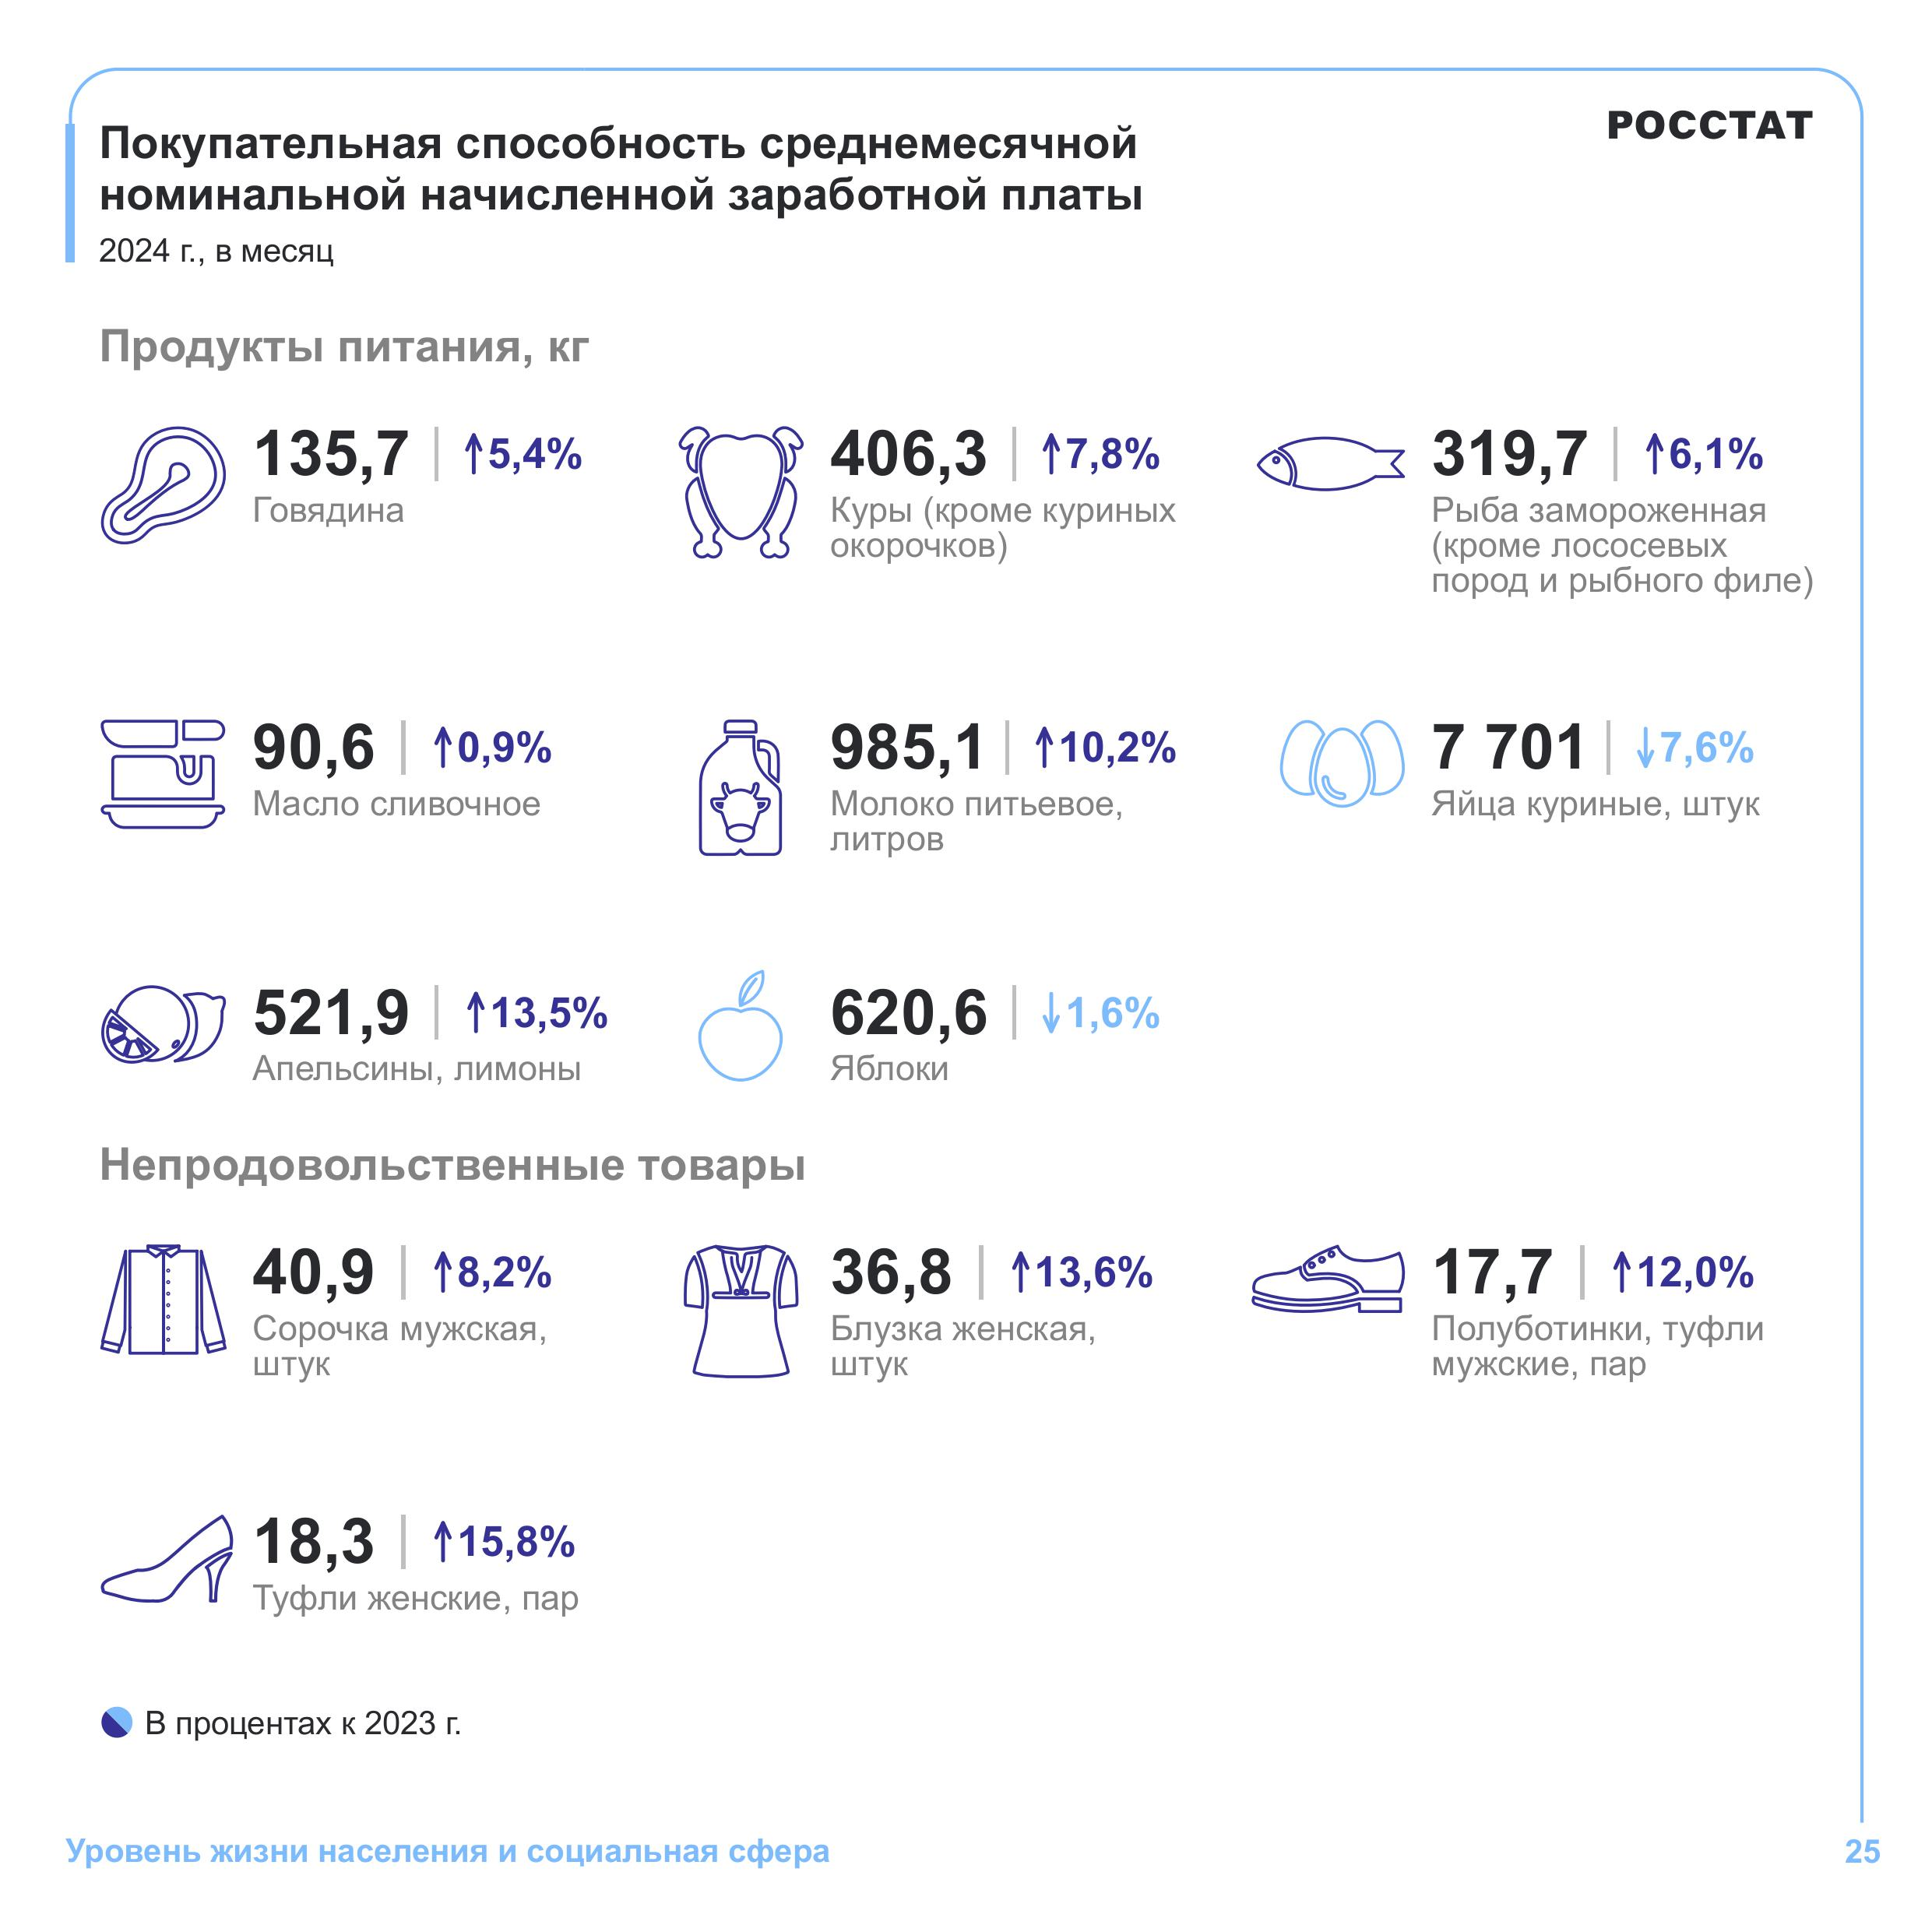 РОССТАТ
Покупательная способность среднемесячной
номинальной начисленной заработной платы
2024 г., в месяц
Продукты питания, кг
135,7 ↑5,4%
Говядина
406,3 ↑7,8%
Куры (кроме куриных
окорочков)
319,7 ↑6,1%
Рыба замороженная
(кроме лососевых
пород и рыбного филе)
90,6 ↑0,9%
Масло сливочное
985,1 ↑10,2%
Молоко питьевое,
литров
7 701 ↓7,6%
Яйца куриные, штук
521,9 ↑13,5%
Апельсины, лимоны
620,6 ↓1,6%
Яблоки
Непродовольственные товары
40,9 ↑8,2%
Сорочка мужская,
штук
36,8 ↑13,6%
Блузка женская,
штук
17,7 ↑12,0%
Полуботинки, туфли
мужские, пар
18,3 ↑15,8%
Туфли женские, пар
В процентах к 2023 г.
Уровень жизни населения и социальная сфера
25